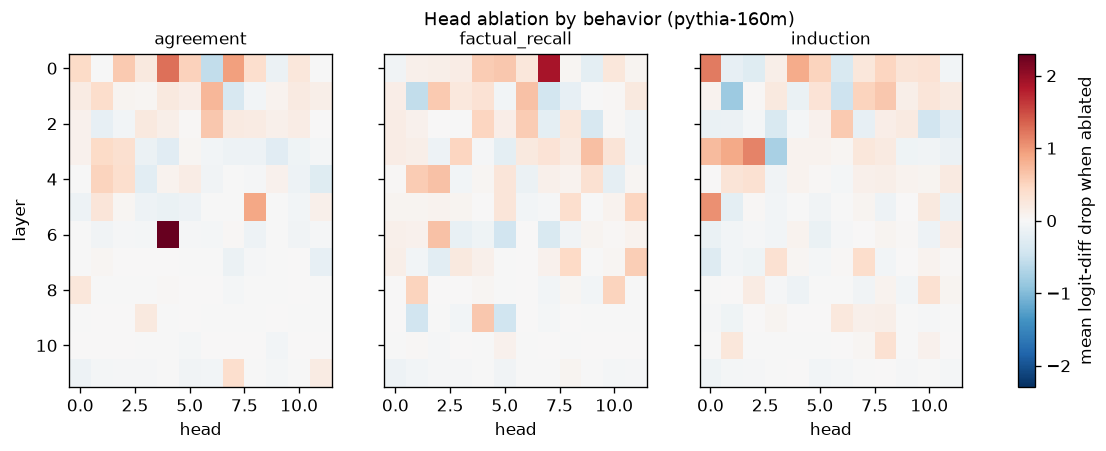 Head ablation by behavior (pythia-160m)
agreement
factual_recall
induction
0
2
4
6
8
10
layer
0.0 2.5 5.0 7.5 10.0
0.0 2.5 5.0 7.5 10.0
0.0 2.5 5.0 7.5 10.0
head
head
head
2
1
0
−1
−2
mean logit-diff drop when ablated